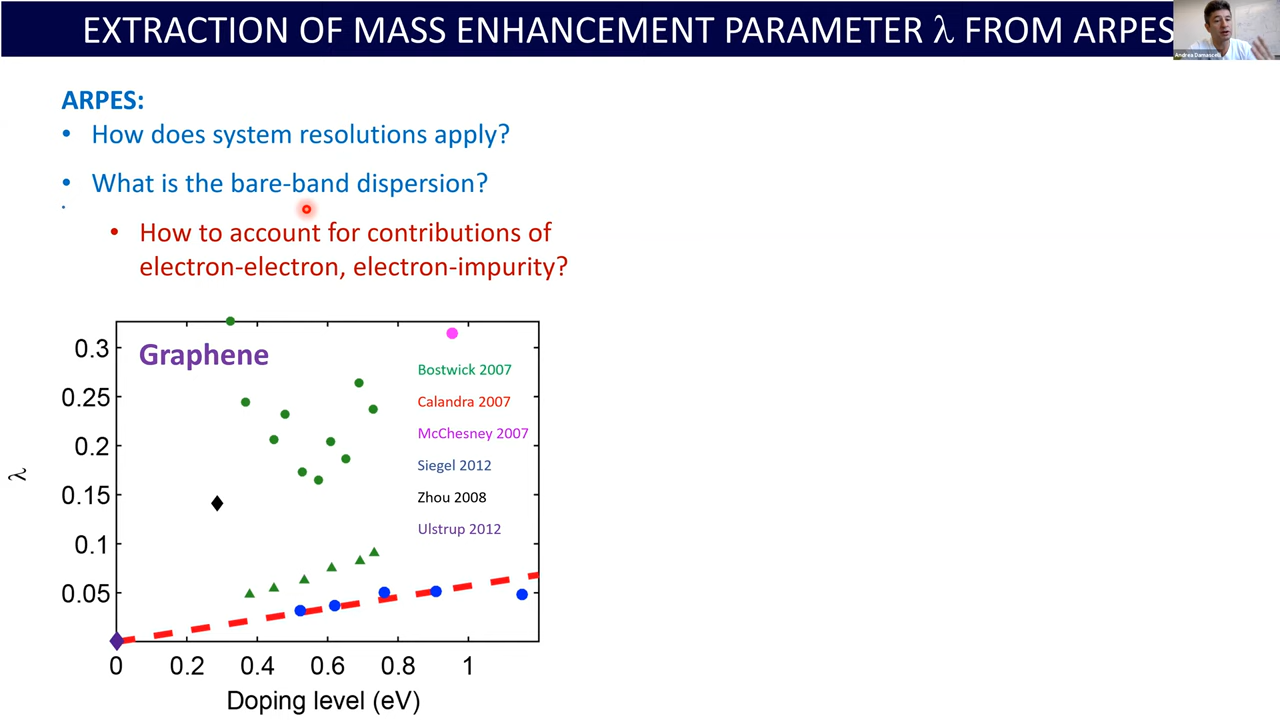 EXTRACTION OF MASS ENHANCEMENT PARAMETER λ FROM ARPES
Andrea Damascelli
ARPES:
• How does system resolutions apply?
• What is the bare-band dispersion?
• How to account for contributions of
electron-electron, electron-impurity?
Graphene
Bostwick 2007
Calandra 2007
McChesney 2007
Siegel 2012
Zhou 2008
Ulstrup 2012
0.3
0.25
0.2
0.15
0.1
0.05
0
λ
0 0.2 0.4 0.6 0.8 1
Doping level (eV)